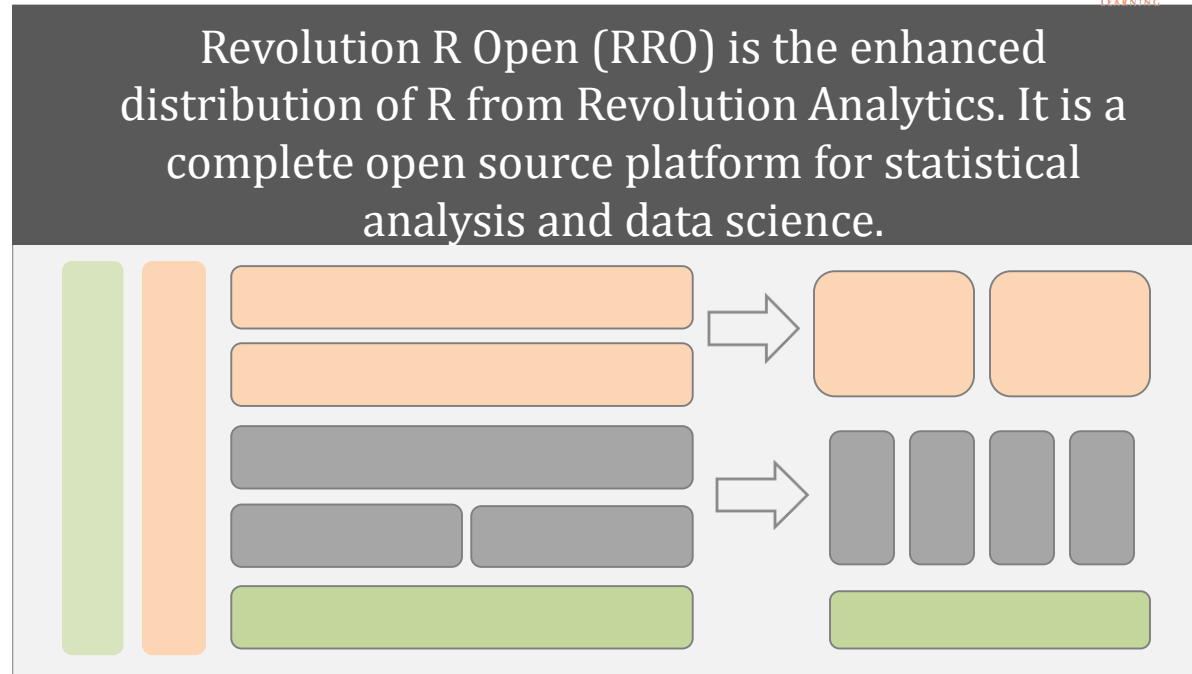 LEARNING
Revolution R Open (RRO) is the enhanced
distribution of R from Revolution Analytics. It is a
complete open source platform for statistical
analysis and data science.